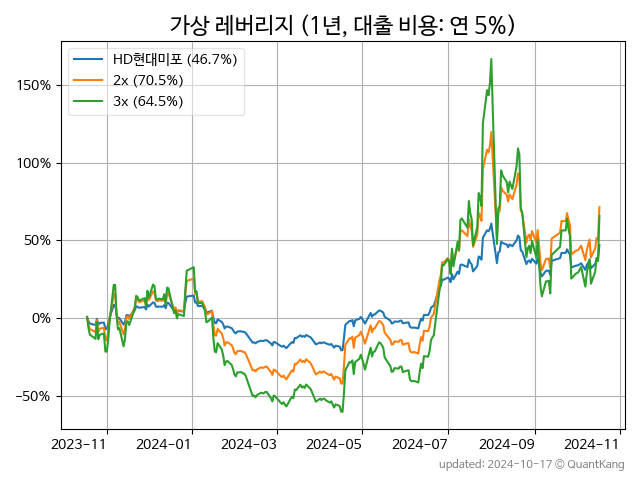 가상 레버리지 (1년, 대출 비용: 연 5%)
HD현대미포 (46.7%)
2x (70.5%)
3x (64.5%)
150%
100%
50%
0%
−50%
2023-11 2024-01 2024-03 2024-05 2024-07 2024-09 2024-11
updated: 2024-10-17 © QuantKang